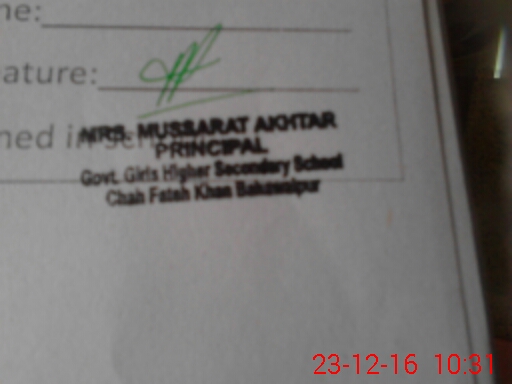 ne:
ature:
ned in sc
MRS. MUSSARAT AKHTAR
PRINCIPAL
Govt. Girls Higher Secondary School
Chah Fatah Khan Bahawalpur
23-12-16 10:31